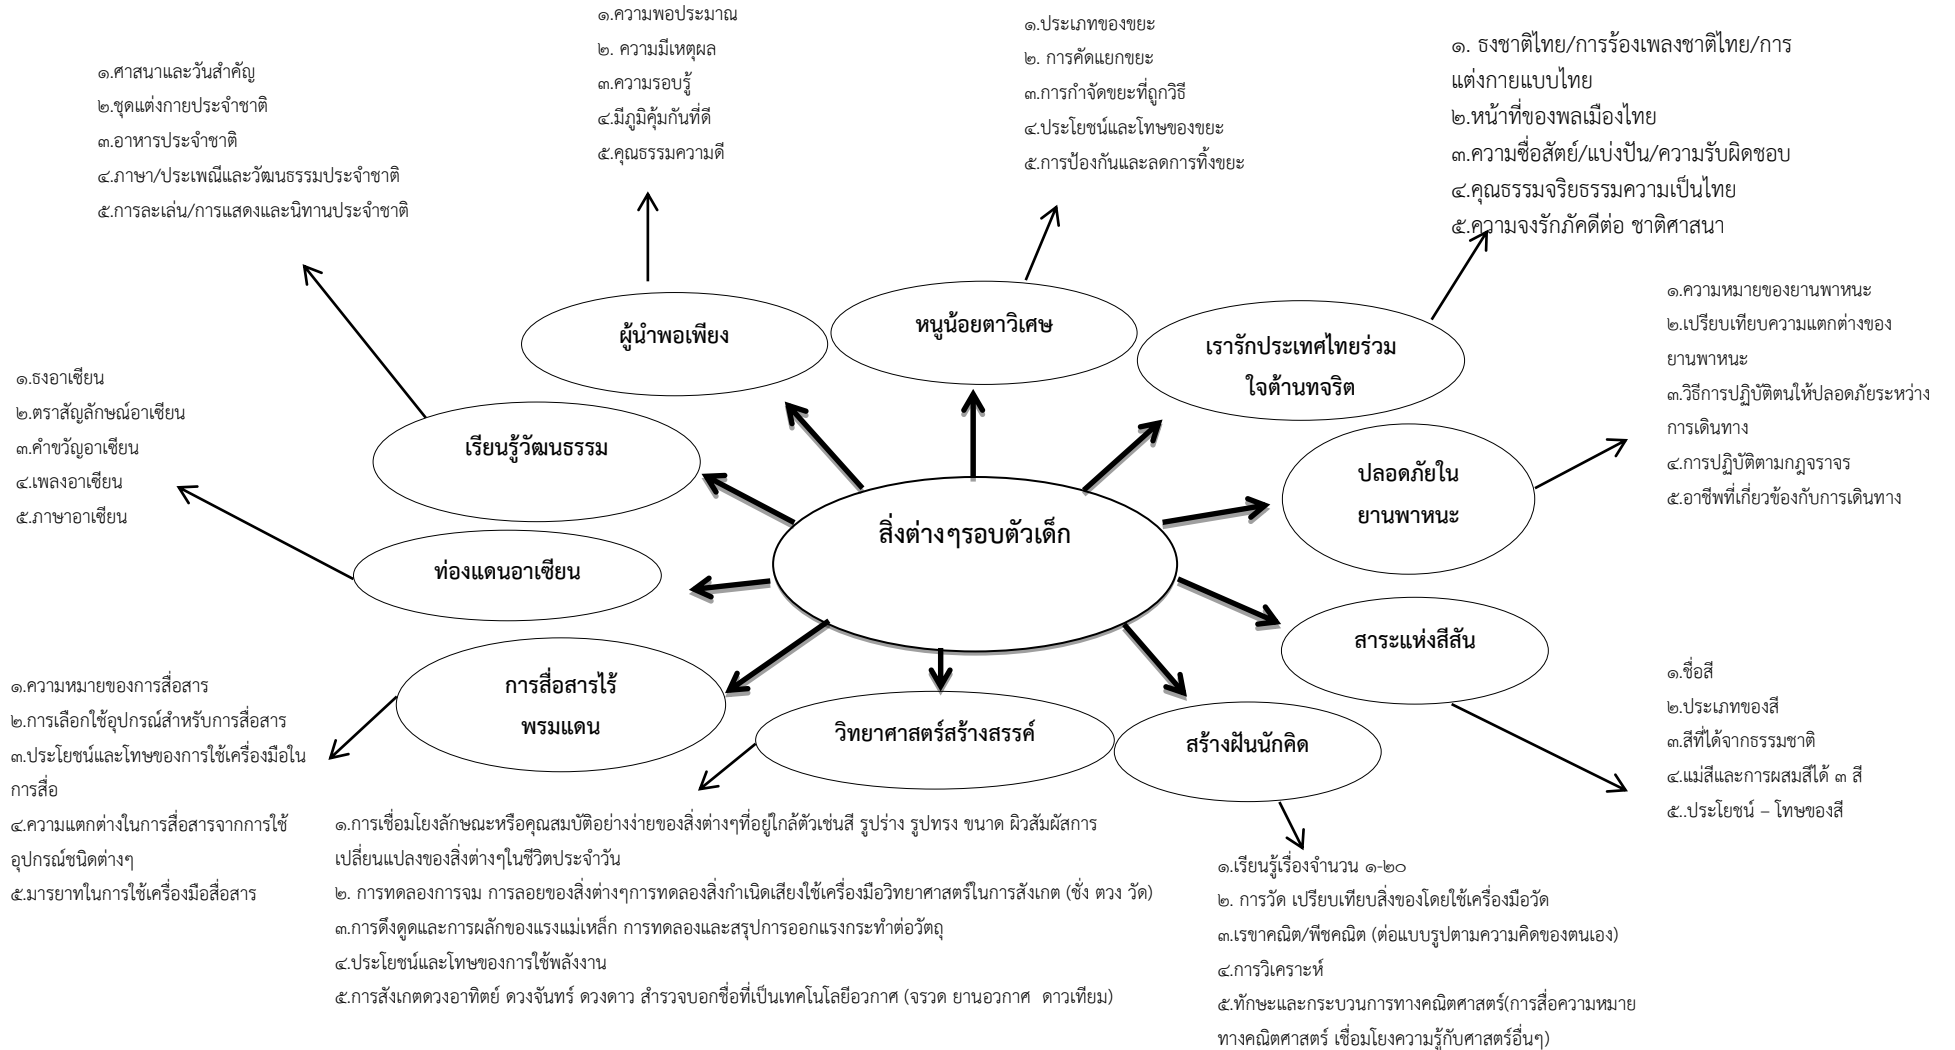 ๑.ความพอประมาณ
๒. ความมีเหตุผล
๓.ความรอบรู้
๔.มีภูมิคุ้มกันที่ดี
๕.คุณธรรมความดี
๑.ประเภทของขยะ
๒. การคัดแยกขยะ
๓.การกำจัดขยะที่ถูกวิธี
๔.ประโยชน์และโทษของขยะ
๕.การป้องกันและลดการทิ้งขยะ
๑. ธงชาติไทย/การร้องเพลงชาติไทย/การ
แต่งกายแบบไทย
๒.หน้าที่ของพลเมืองไทย
๓.ความซื่อสัตย์/แบ่งปัน/ความรับผิดชอบ
๔.คุณธรรมจริยธรรมความเป็นไทย
๕.ความจงรักภัคดีต่อ ชาติศาสนา
๑.ศาสนาและวันสำคัญ
๒.ชุดแต่งกายประจำชาติ
๓.อาหารประจำชาติ
๔.ภาษา/ประเพณีและวัฒนธรรมประจำชาติ
๕.การละเล่น/การแสดงและนิทานประจำชาติ
ผู้นำพอเพียง
หนูน้อยตาวิเศษ
เรารักประเทศไทยร่วม
ใจต้านทจริต
๑.ความหมายของยานพาหนะ
๒.เปรียบเทียบความแตกต่างของ
ยานพาหนะ
๓.วิธีการปฏิบัติตนให้ปลอดภัยระหว่าง
การเดินทาง
๔.การปฏิบัติตามกฎจราจร
๕.อาชีพที่เกี่ยวข้องกับการเดินทาง
๑.ธงอาเซียน
๒.ตราสัญลักษณ์อาเซียน
๓.คำขวัญอาเซียน
๔.เพลงอาเซียน
๕.ภาษาอาเซียน
เรียนรู้วัฒนธรรม
ปลอดภัยใน
ยานพาหนะ
สิ่งต่างๆรอบตัวเด็ก
ท่องแดนอาเซียน
สาระแห่งสีสัน
การสื่อสารไร้
พรมแดน
วิทยาศาสตร์สร้างสรรค์
สร้างฝันนักคิด
๑.ชื่อสี
๒.ประเภทของสี
๓.สีที่ได้จากธรรมชาติ
๔.แม่สีและการผสมสีได้ ๓ สี
๕..ประโยชน์ – โทษของสี
๑.ความหมายของการสื่อสาร
๒.การเลือกใช้อุปกรณ์สำหรับการสื่อสาร
๓.ประโยชน์และโทษของการใช้เครื่องมือใน
การสื่อ
๔.ความแตกต่างในการสื่อสารจากการใช้
อุปกรณ์ชนิดต่างๆ
๕.มารยาทในการใช้เครื่องมือสื่อสาร
๑.การเชื่อมโยงลักษณะหรือคุณสมบัติอย่างง่ายของสิ่งต่างๆที่อยู่ใกล้ตัวเช่นสี รูปร่าง รูปทรง ขนาด ผิวสัมผัสการ
เปลี่ยนแปลงของสิ่งต่างๆในชีวิตประจำวัน
๒. การทดลองการจม การลอยของสิ่งต่างๆการทดลองสิ่งกำเนิดเสียงใช้เครื่องมือวิทยาศาสตร์ในการสังเกต (ชั่ง ตวง วัด)
๓.การดึงดูดและการผลักของแรงแม่เหล็ก การทดลองและสรุปการออกแรงกระทำต่อวัตถุ
๔.ประโยชน์และโทษของการใช้พลังงาน
๕.การสังเกตดวงอาทิตย์ ดวงจันทร์ ดวงดาว สำรวจบอกชื่อที่เป็นเทคโนโลยีอวกาศ (จรวด ยานอวกาศ ดาวเทียม)
๑.เรียนรู้เรื่องจำนวน ๑-๒๐
๒. การวัด เปรียบเทียบสิ่งของโดยใช้เครื่องมือวัด
๓.เรขาคณิต/พีชคณิต (ต่อแบบรูปตามความคิดของตนเอง)
๔.การวิเคราะห์
๕.ทักษะและกระบวนการทางคณิตศาสตร์(การสื่อความหมาย
ทางคณิตศาสตร์ เชื่อมโยงความรู้กับศาสตร์อื่นๆ)